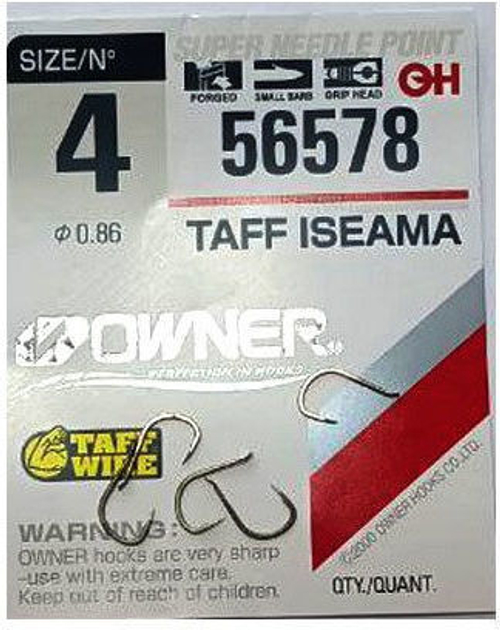 SUPER NEEDLE POINT
SIZE/Nº
FORGED SMALL BARB GRIP HEAD
4
56578
Φ 0.86
TAFF ISEAMA
OWNER
PERFECTION IN HOOKS
TAFF
WIRE
WARNING:
OWNER hooks are very sharp
-use with extreme care.
Keep out of reach of children.
©2000 OWNER HOOKS CO.,LTD.
QTY./QUANT.